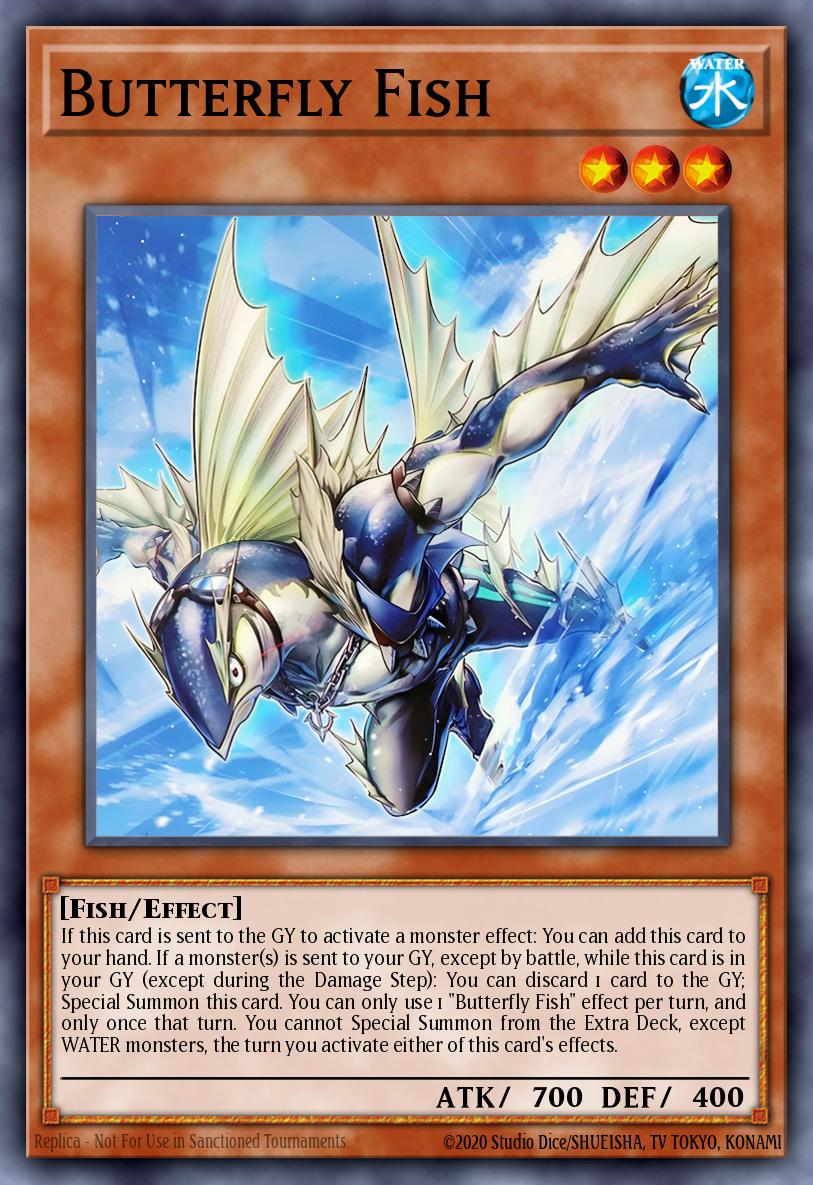 Butterfly Fish
WATER
水
[Fish/Effect]
If this card is sent to the GY to activate a monster effect: You can add this card to
your hand. If a monster(s) is sent to your GY, except by battle, while this card is in
your GY (except during the Damage Step): You can discard 1 card to the GY;
Special Summon this card. You can only use 1 "Butterfly Fish" effect per turn, and
only once that turn. You cannot Special Summon from the Extra Deck, except
WATER monsters, the turn you activate either of this card's effects.
ATK/ 700 DEF/ 400
Replica - Not For Use in Sanctioned Tournaments.
©2020 Studio Dice/SHUEISHA, TV TOKYO, KONAMI